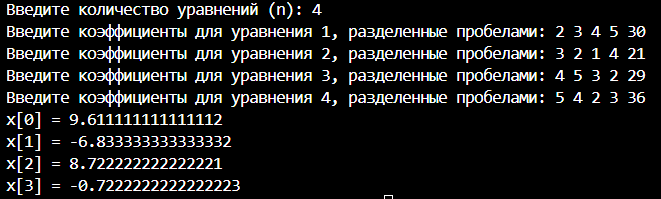 Введите количество уравнений (n): 4
Введите коэффициенты для уравнения 1, разделенные пробелами: 2 3 4 5 30
Введите коэффициенты для уравнения 2, разделенные пробелами: 3 2 1 4 21
Введите коэффициенты для уравнения 3, разделенные пробелами: 4 5 3 2 29
Введите коэффициенты для уравнения 4, разделенные пробелами: 5 4 2 3 36
x[0] = 9.611111111111112
x[1] = -6.833333333333332
x[2] = 8.722222222222221
x[3] = -0.7222222222222223